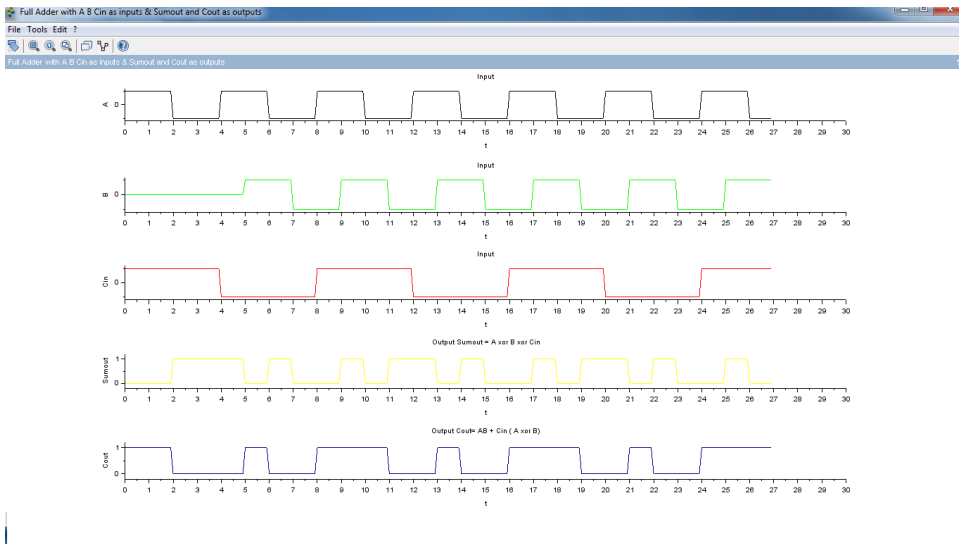 Full Adder with A B Cin as inputs & Sumout and Cout as outputs
File Tools Edit ?
Full Adder with A B Cin as inputs & Sumout and Cout as outputs
Input
A
0
0 1 2 3 4 5 6 7 8 9 10 11 12 13 14 15 16 17 18 19 20 21 22 23 24 25 26 27 28 29 30
t
Input
B
0
0 1 2 3 4 5 6 7 8 9 10 11 12 13 14 15 16 17 18 19 20 21 22 23 24 25 26 27 28 29 30
t
Input
Cin
0
0 1 2 3 4 5 6 7 8 9 10 11 12 13 14 15 16 17 18 19 20 21 22 23 24 25 26 27 28 29 30
t
Output Sumout = A xor B xor Cin
Sumout
1
0
0 1 2 3 4 5 6 7 8 9 10 11 12 13 14 15 16 17 18 19 20 21 22 23 24 25 26 27 28 29 30
t
Output Cout= AB + Cin ( A xor B)
Cout
1
0
0 1 2 3 4 5 6 7 8 9 10 11 12 13 14 15 16 17 18 19 20 21 22 23 24 25 26 27 28 29 30
t